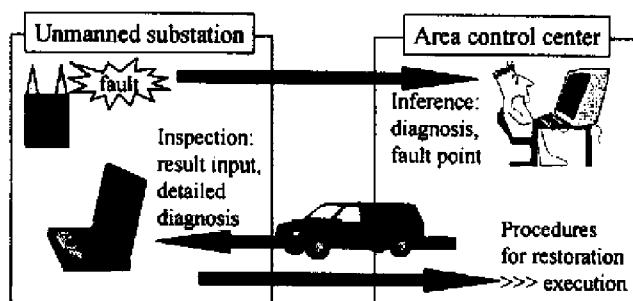 Unmanned substation
Area control center
fault
Inference:
diagnosis,
fault point
Inspection:
result input,
detailed
diagnosis
Procedures
for restoration
>>> execution